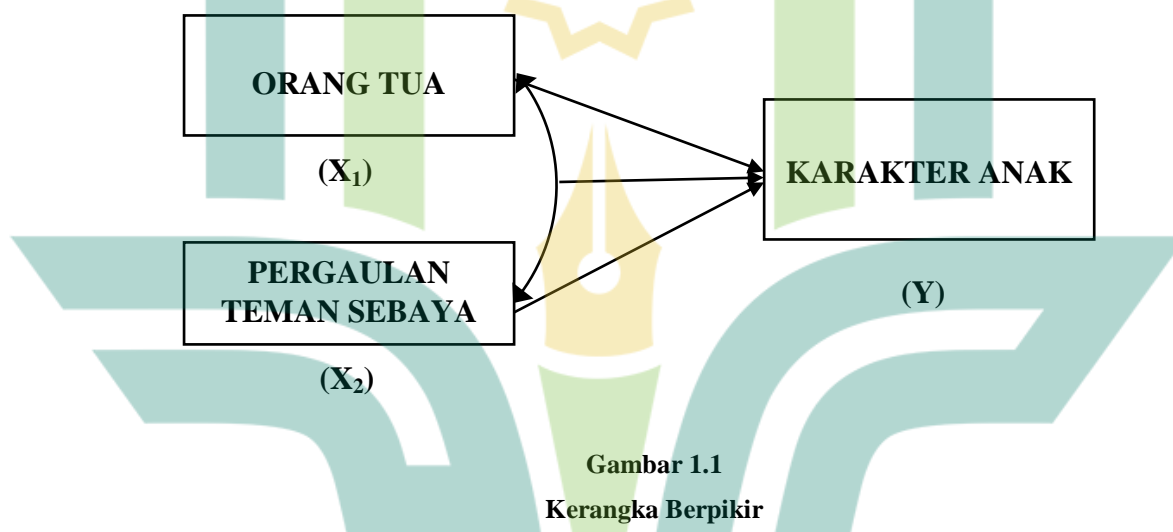 ORANG TUA
(X₁)
PERGAULAN
TEMAN SEBAYA
(X₂)
KARAKTER ANAK
(Y)
Gambar 1.1
Kerangka Berpikir